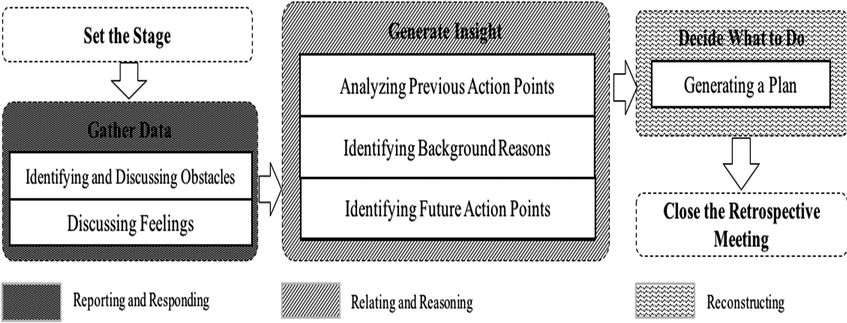 Set the Stage
Gather Data
Identifying and Discussing Obstacles
Discussing Feelings
Generate Insight
Analyzing Previous Action Points
Identifying Background Reasons
Identifying Future Action Points
Decide What to Do
Generating a Plan
Close the Retrospective
Meeting
Reporting and Responding
Relating and Reasoning
Reconstructing